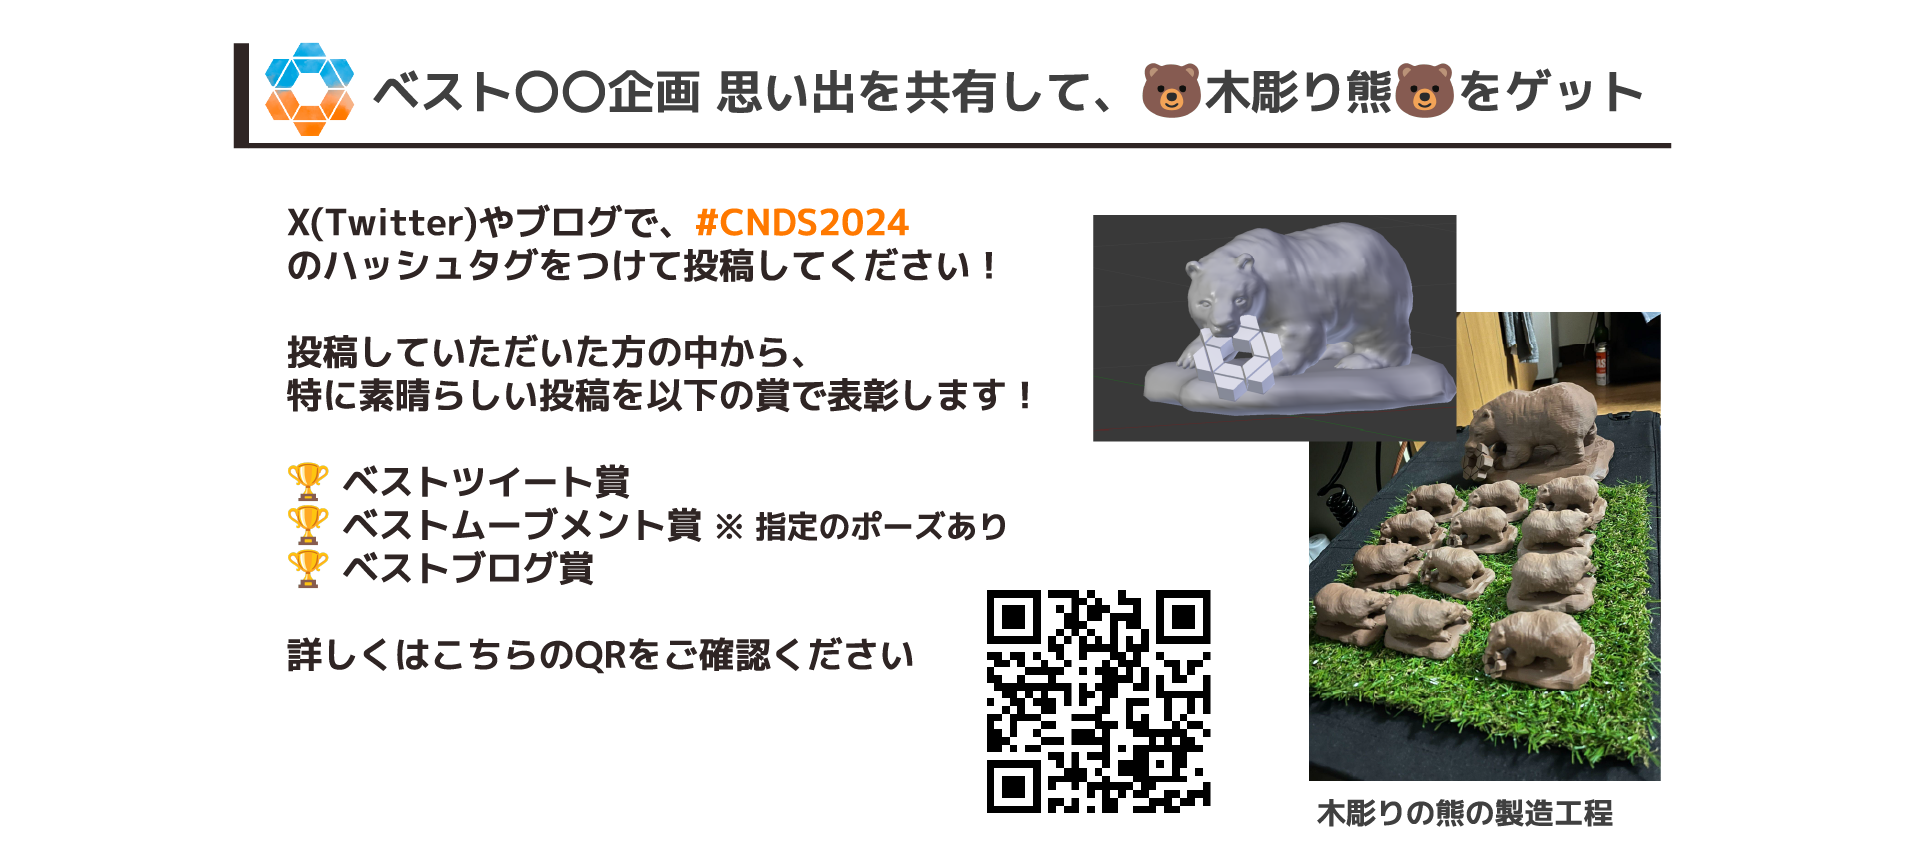 ベスト〇〇企画 思い出を共有して、🐻木彫り熊🐻をゲット
X(Twitter)やブログで、#CNDS2024
のハッシュタグをつけて投稿してください！
投稿していただいた方の中から、
特に素晴らしい投稿を以下の賞で表彰します！
🏆 ベストツイート賞
🏆 ベストムーブメント賞 ※ 指定のポーズあり
🏆 ベストブログ賞
詳しくはこちらのQRをご確認ください
木彫りの熊の製造工程